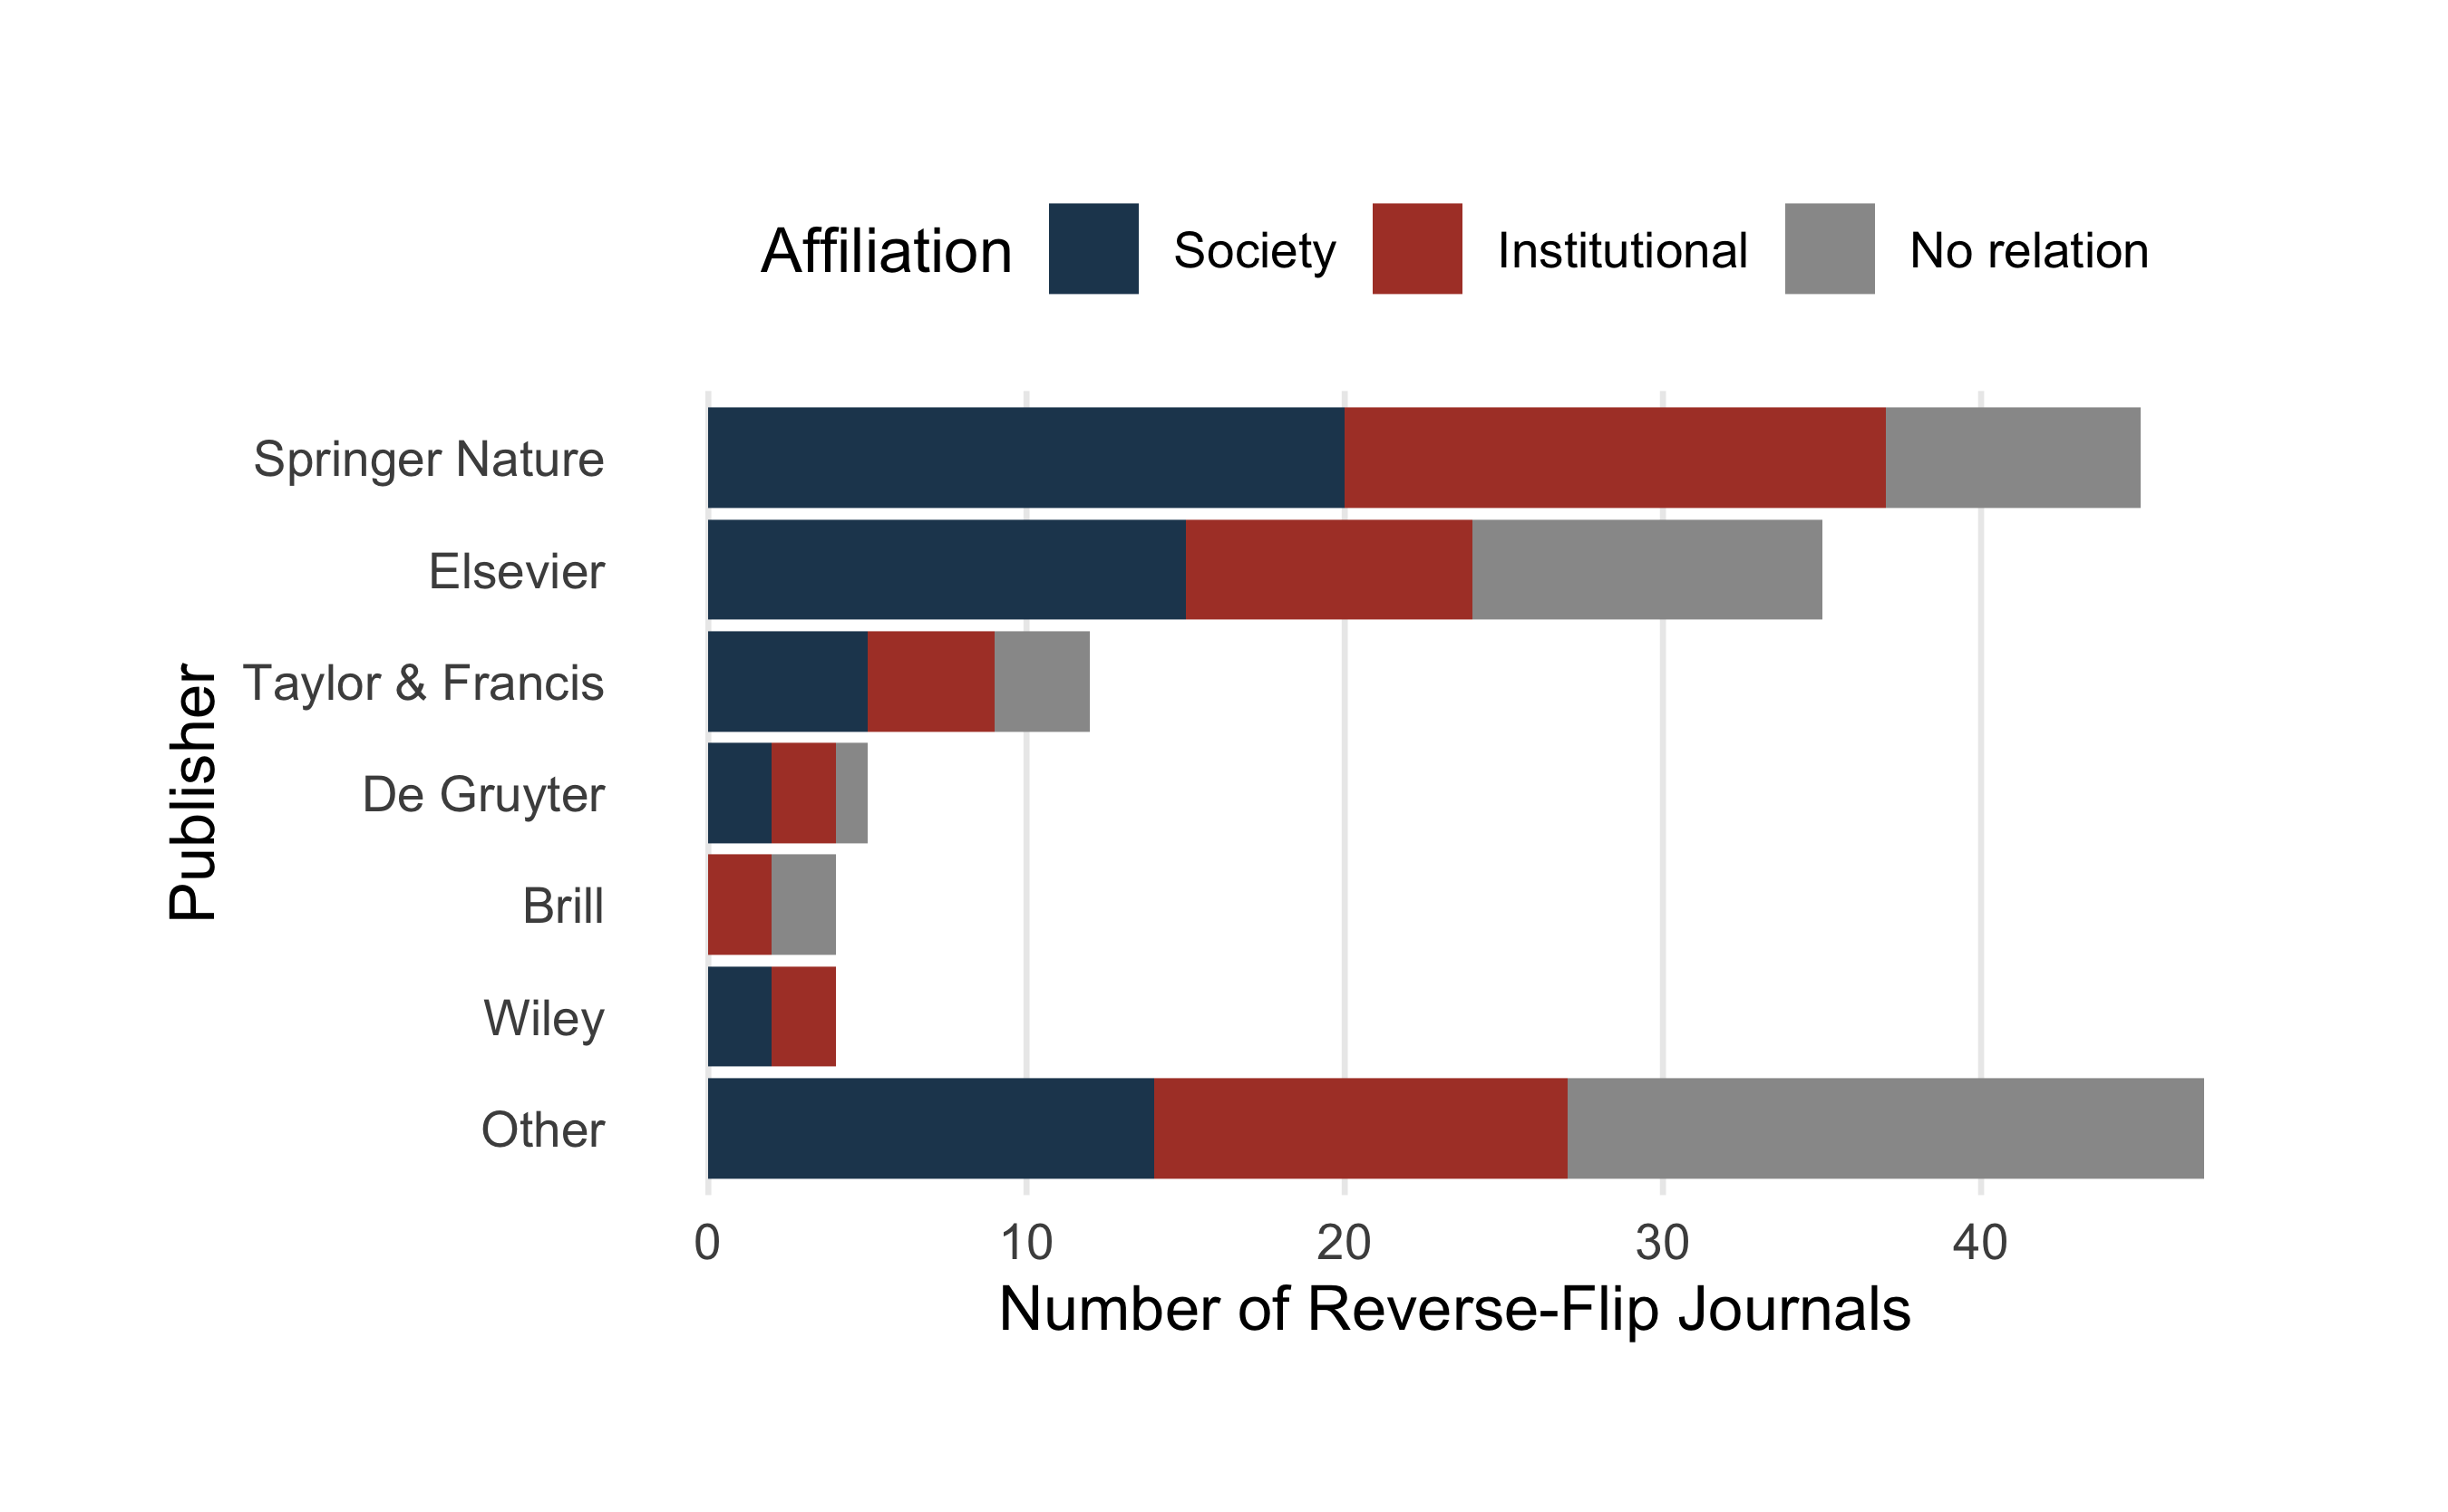 Affiliation Society Institutional No relation
Publisher
Springer Nature
Elsevier
Taylor & Francis
De Gruyter
Brill
Wiley
Other
0 10 20 30 40
Number of Reverse-Flip Journals